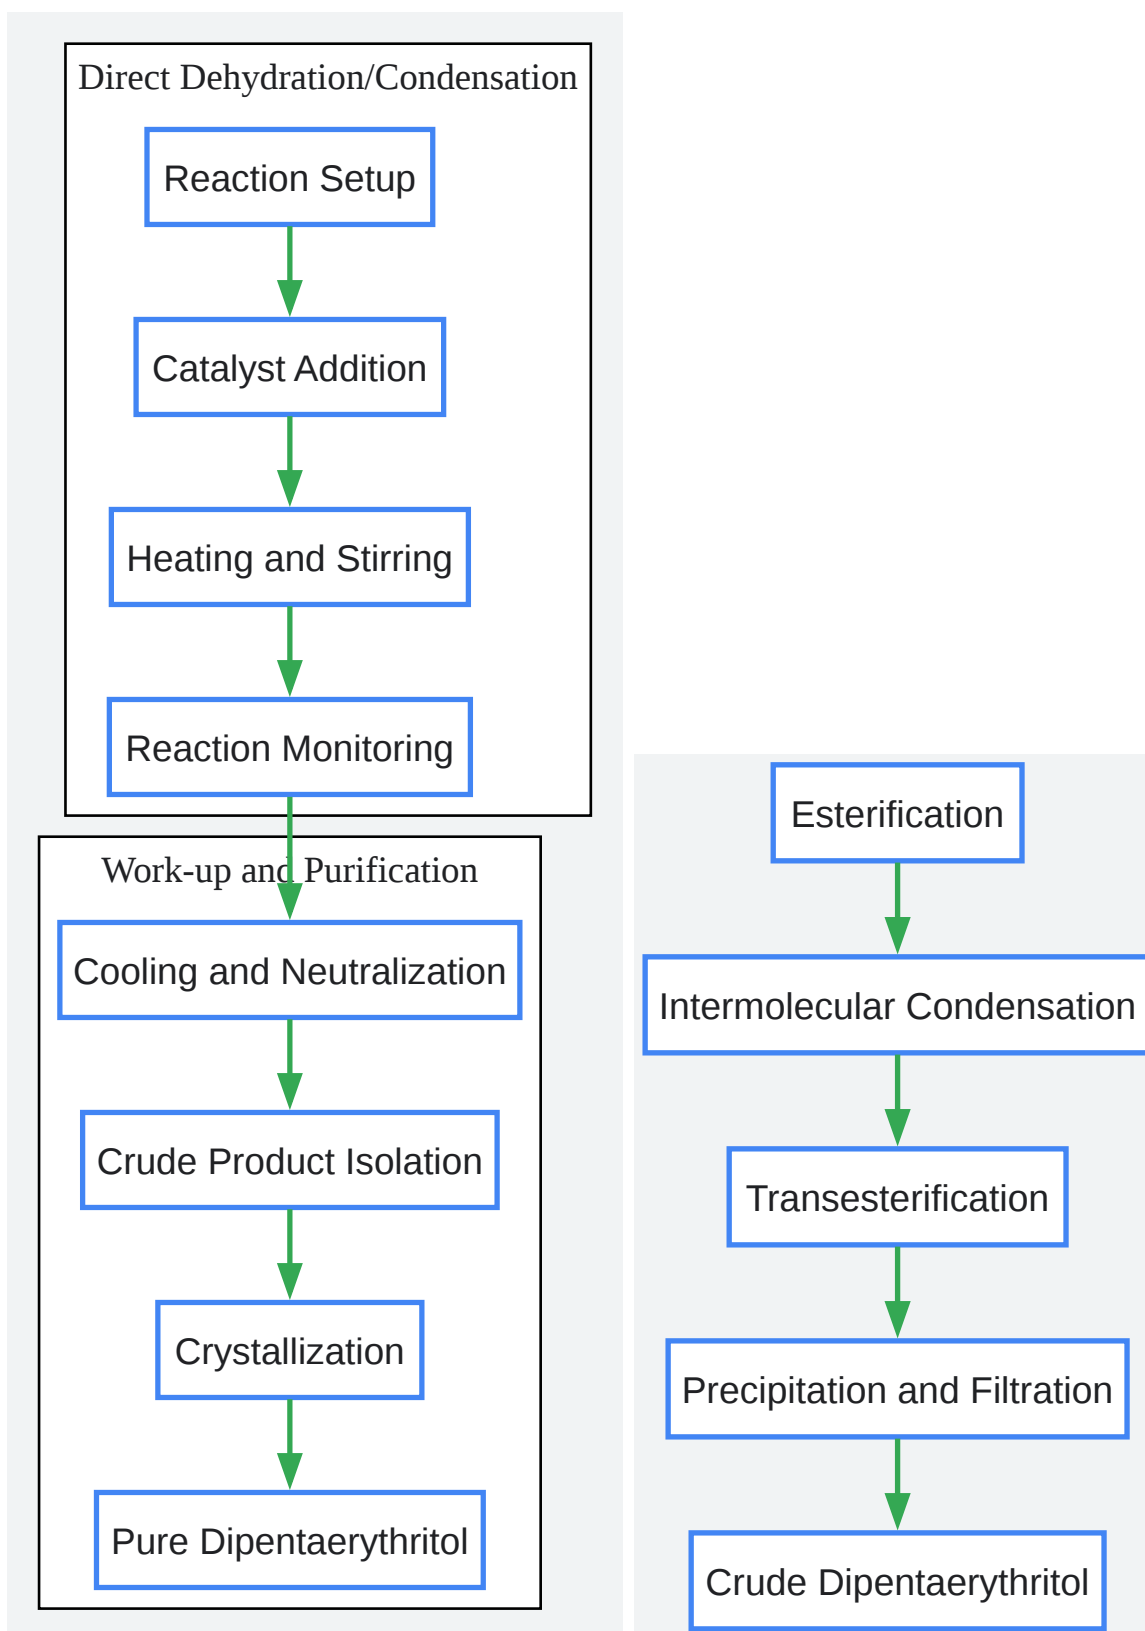 Direct Dehydration/Condensation
Reaction Setup
Catalyst Addition
Heating and Stirring
Reaction Monitoring
Work-up and Purification
Cooling and Neutralization
Crude Product Isolation
Crystallization
Pure Dipentaerythritol
Esterification
Intermolecular Condensation
Transesterification
Precipitation and Filtration
Crude Dipentaerythritol